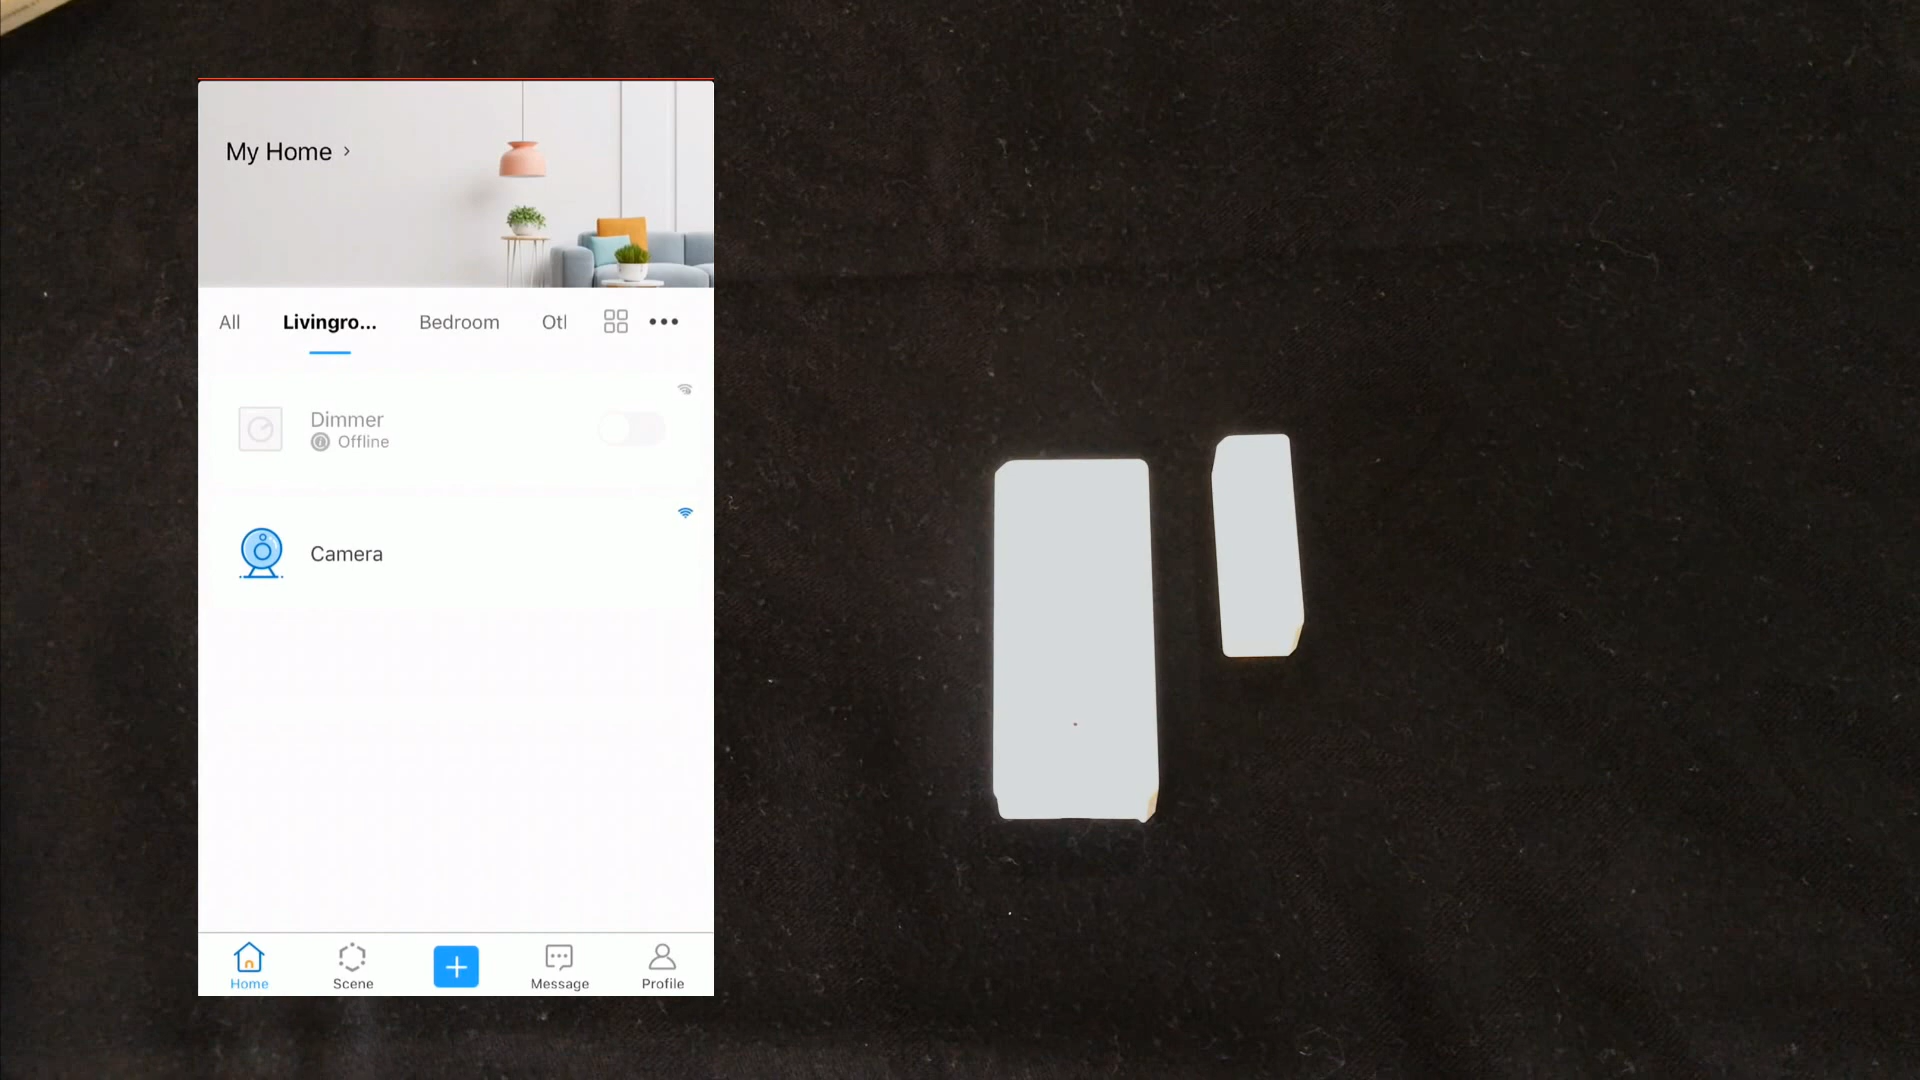 My Home
All Livingro... Bedroom Otl
Dimmer
Offline
Camera
Home Scene Message Profile